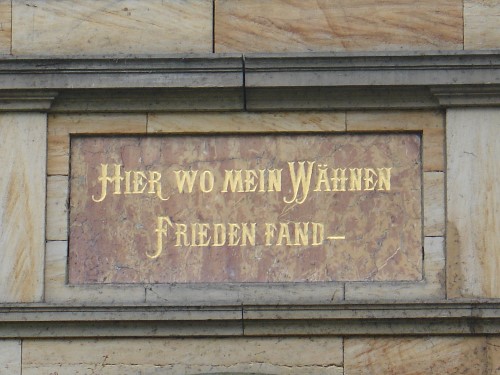 Hier wo mein Wähnen
Frieden fand–